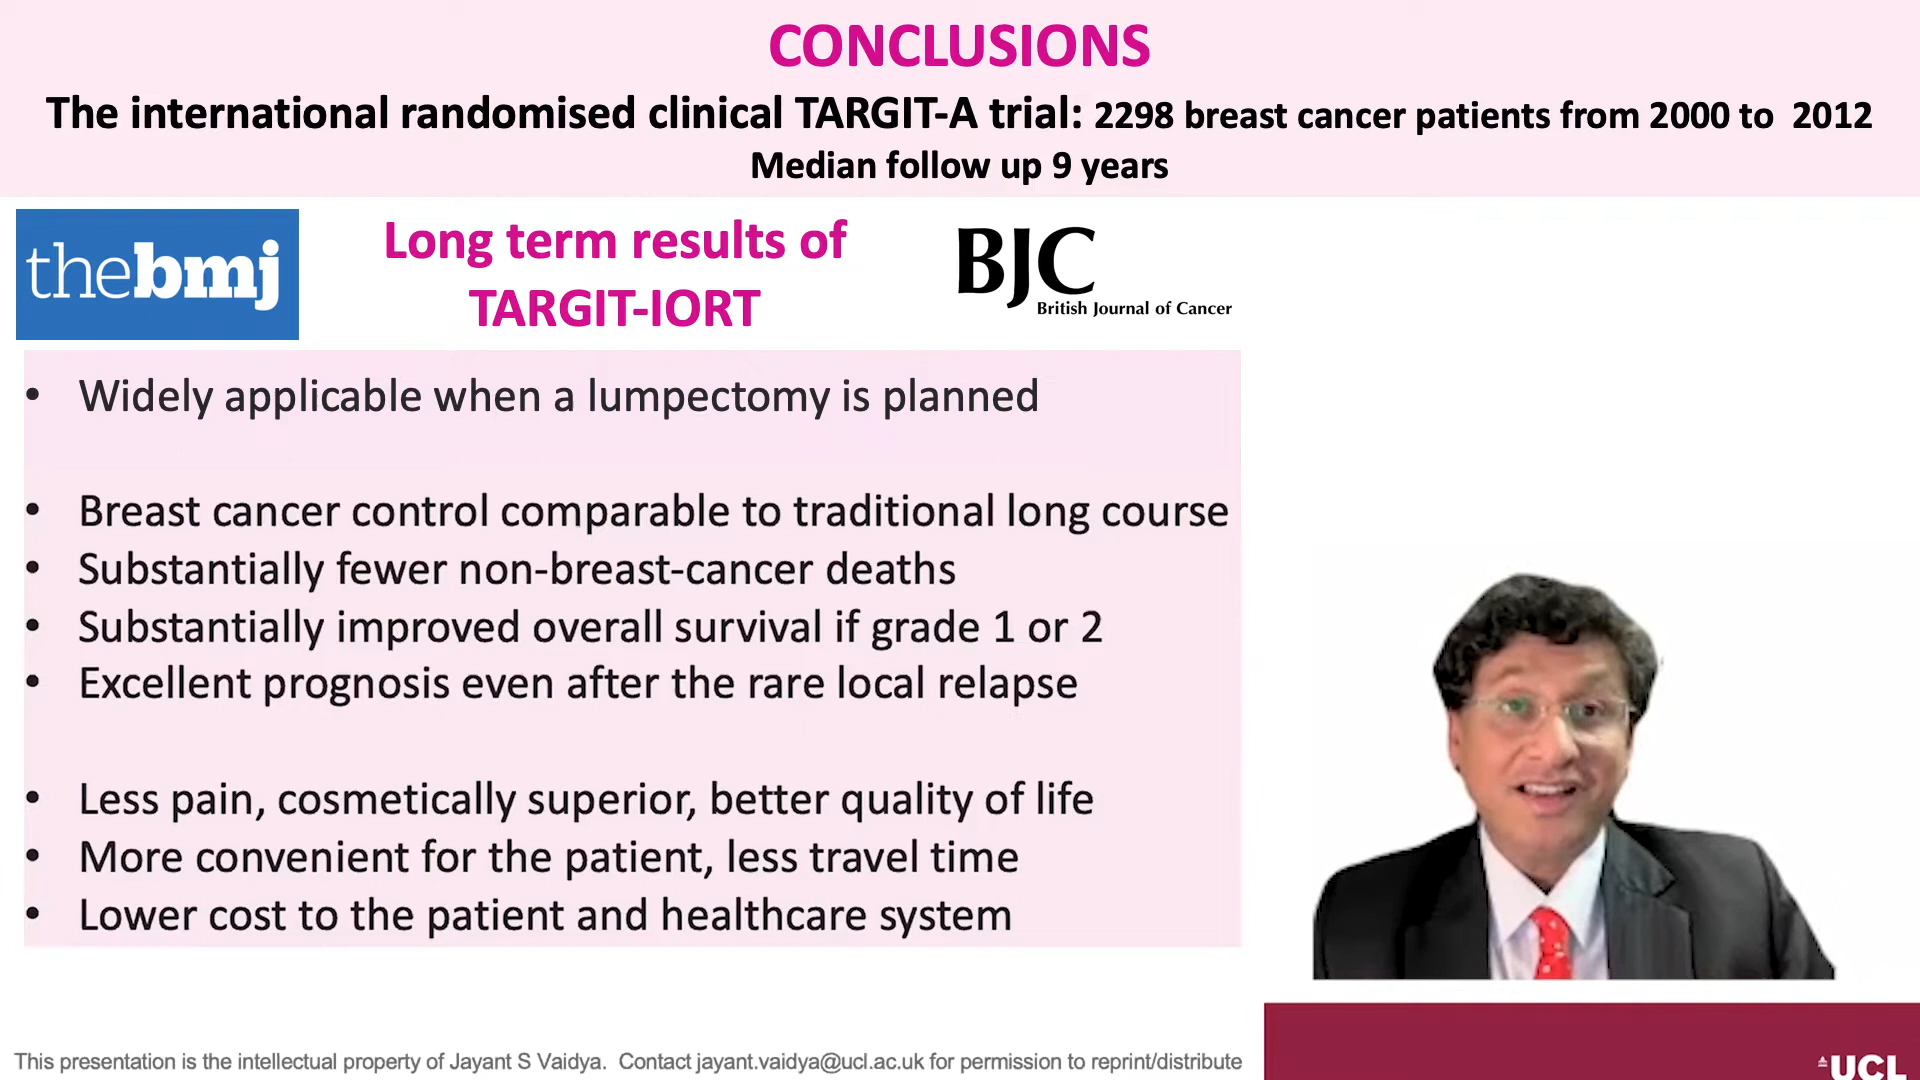 CONCLUSIONS
The international randomised clinical TARGIT-A trial: 2298 breast cancer patients from 2000 to 2012
Median follow up 9 years
thebmj
Long term results of
TARGIT-IORT
BJC
British Journal of Cancer
• Widely applicable when a lumpectomy is planned
• Breast cancer control comparable to traditional long course
• Substantially fewer non-breast-cancer deaths
• Substantially improved overall survival if grade 1 or 2
• Excellent prognosis even after the rare local relapse
• Less pain, cosmetically superior, better quality of life
• More convenient for the patient, less travel time
• Lower cost to the patient and healthcare system
This presentation is the intellectual property of Jayant S Vaidya. Contact jayant.vaidya@ucl.ac.uk for permission to reprint/distribute
UCL